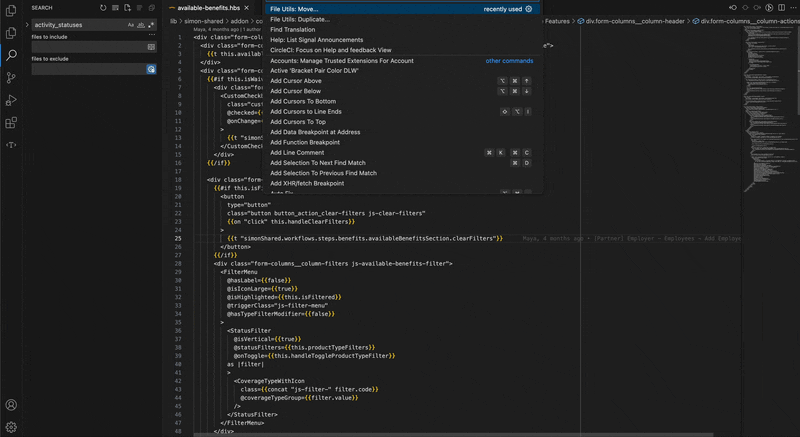 SEARCH
activity_statuses
files to include
files to exclude
available-benefits.hbs
lib > simon-shared > addon >
Features > div.form-columns__column-header > div.form-columns__column-actions
File Utils: Move...
recently used
File Utils: Duplicate...
Find Translation
Help: List Signal Announcements
CircleCI: Focus on Help and feedback View
Accounts: Manage Trusted Extensions For Account
other commands
Active 'Bracket Pair Color DLW'
Add Cursor Above
Add Cursor Below
Add Cursors To Bottom
Add Cursors to Line Ends
Add Cursors To Top
Add Data Breakpoint at Address
Add Function Breakpoint
Add Line Comment
⌘ K ⌘ C
Add Selection To Next Find Match
⌘ D
Add Selection To Previous Find Match
Add XHR/fetch Breakpoint
Maya, 4 months ago | 1 author
1 <div class="form-col
2 <div class="form-c
3 {{t this.availab
4 </div>
5 <div class="form-c
6 {{#if this.isWai
7 <div class="for
8 <CustomCheck
9 class="cust
10 @checked={
11 @onChange=
12 >
13 {{t "simonS
14 </CustomChec
15 </div>
16 {{/if}}
17
18 <div class="form
19 {{#if this.isF
20 <button
21 type="button"
22 class="button button_action_clear-filters js-clear-filters"
23 {{on "click" this.handleClearFilters}}
24 >
25 {{t "simonShared.workflows.steps.benefits.availableBenefitsSection.clearFilters"}} Maya, 4 months ago • [Partner] Employer - Employees - Add Employe
26 </button>
27 {{/if}}
28 <div class="form-columns__column-filters js-available-benefits-filter">
29 <FilterMenu
30 @hasLabel={{false}}
31 @isIconLarge={{true}}
32 @isHighlighted={{this.isFiltered}}
33 @triggerClass="js-filter-menu"
34 @hasTypeFilterModifier={{false}}
35 >
36 <StatusFilter
37 @isVertical={{true}}
38 @statusFilters={{this.productTypeFilters}}
39 @onToggle={{this.handleToggleProductTypeFilter}}
40 as |filter|
41 >
42 <CoverageTypeWithIcon
43 class={{concat "js-filter-" filter.code}}
44 @coverageTypeGroup={{filter.value}}
45 />
46 </StatusFilter>
47 </FilterMenu>
48 </div>